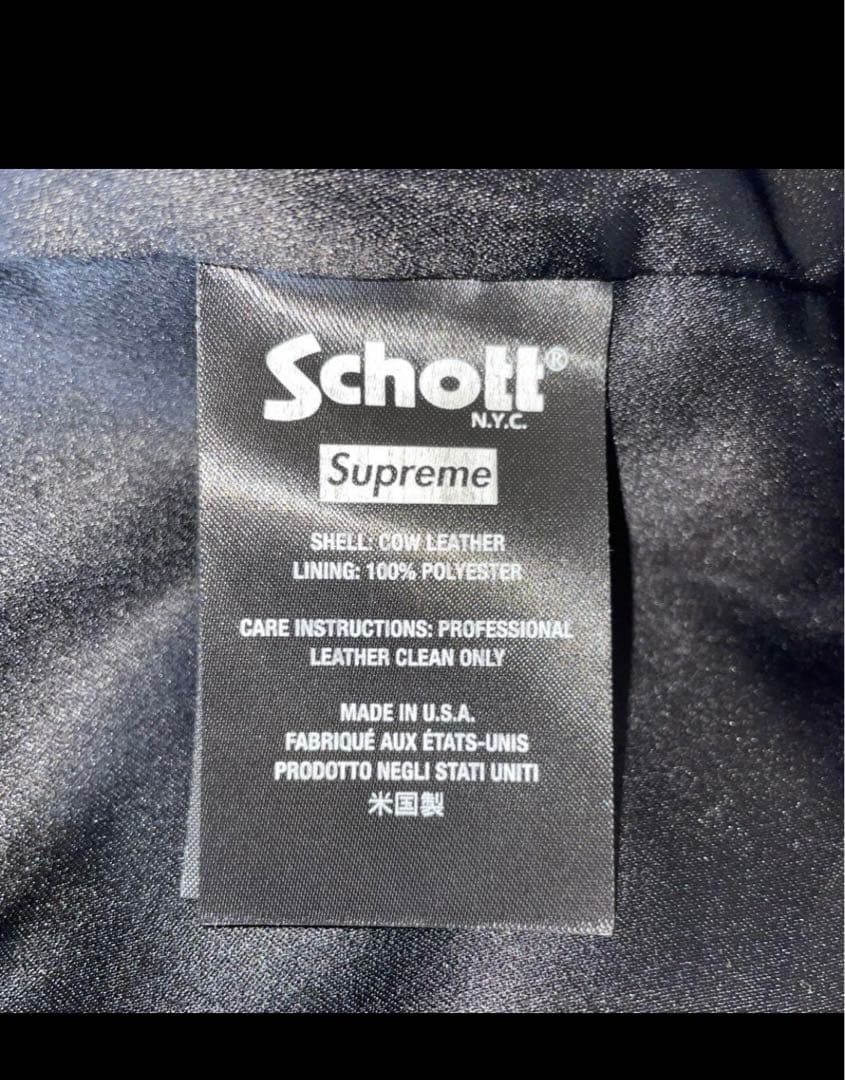 Schott®
N.Y.C.
Supreme
SHELL: COW LEATHER
LINING: 100% POLYESTER
CARE INSTRUCTIONS: PROFESSIONAL
LEATHER CLEAN ONLY
MADE IN U.S.A.
FABRIQUÉ AUX ÉTATS-UNIS
PRODOTTO NEGLI STATI UNITI
米国製